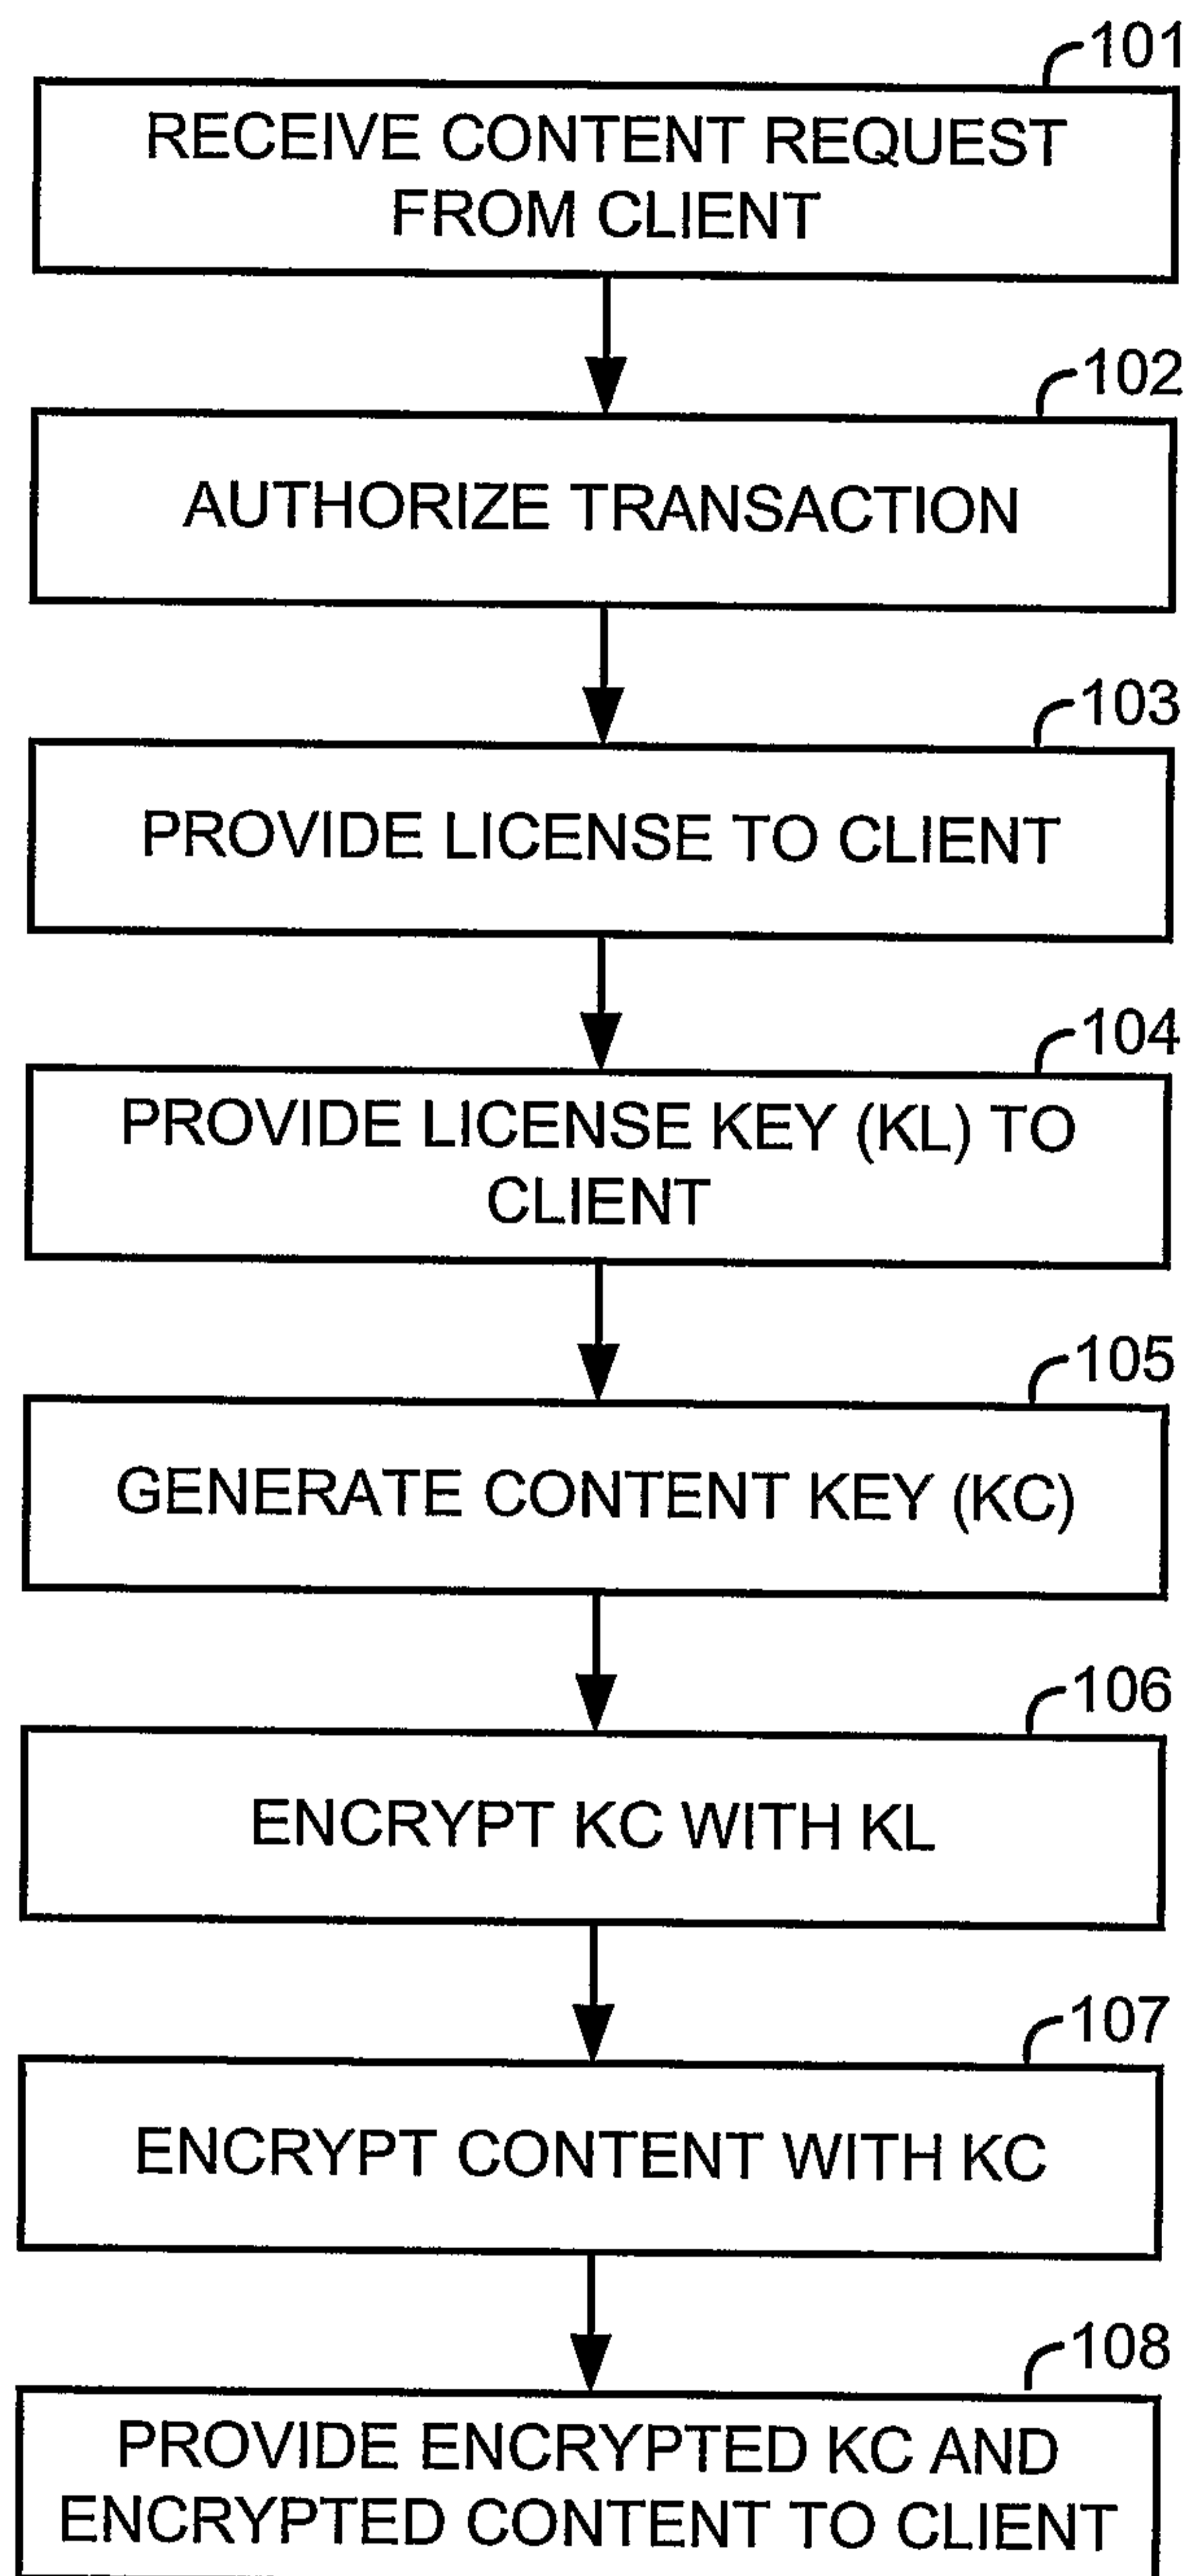 101
RECEIVE CONTENT REQUEST
FROM CLIENT
102
AUTHORIZE TRANSACTION
103
PROVIDE LICENSE TO CLIENT
104
PROVIDE LICENSE KEY (KL) TO
CLIENT
105
GENERATE CONTENT KEY (KC)
106
ENCRYPT KC WITH KL
107
ENCRYPT CONTENT WITH KC
108
PROVIDE ENCRYPTED KC AND
ENCRYPTED CONTENT TO CLIENT